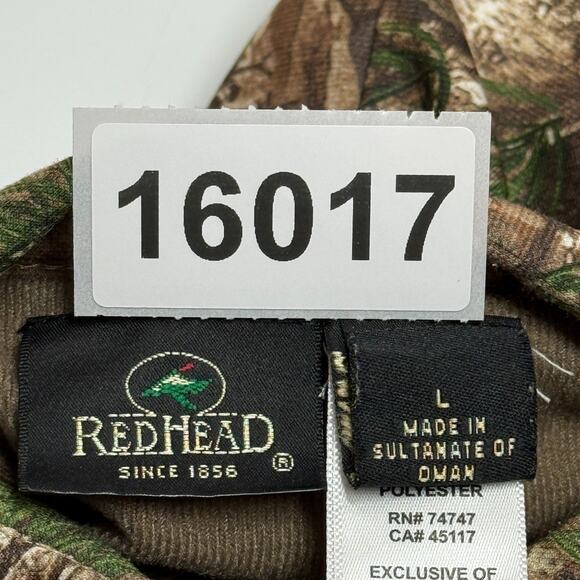 16017
REDHEAD ®
SINCE 1856
L
MADE IN
SULTANATE OF
OMAN
POLYESTER
RN# 74747
CA# 45117
EXCLUSIVE OF